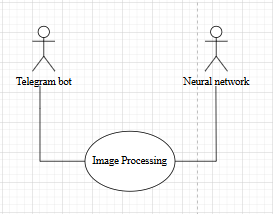 Telegram bot
Neural network
Image Processing